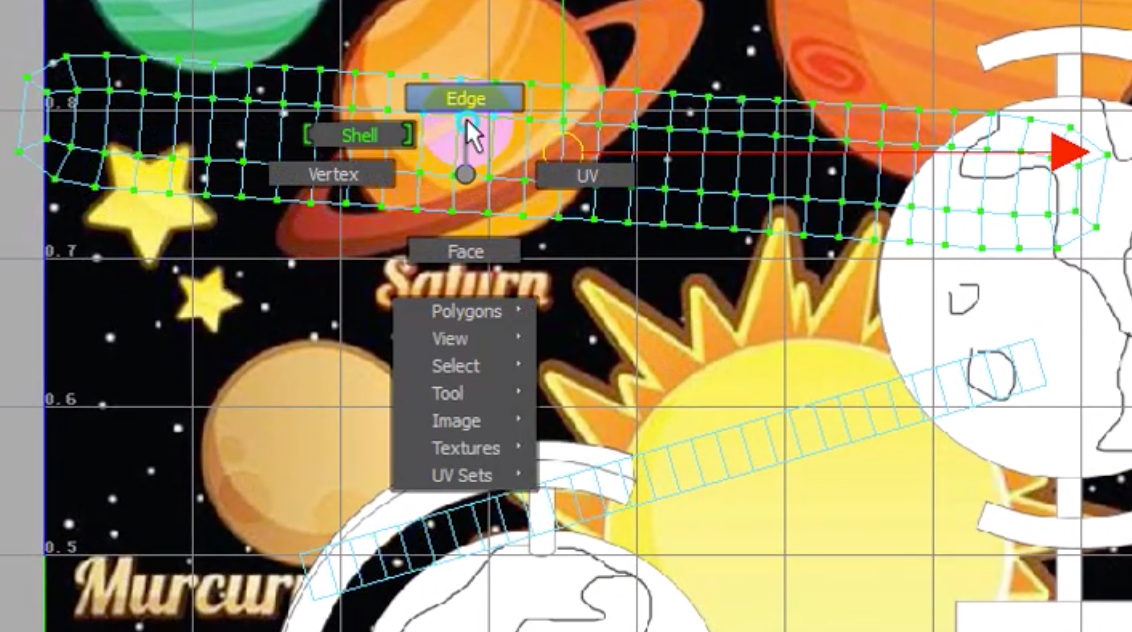 Edge
0.8
Shell
Vertex
UV
0.7
Face
Saturn
Polygons
View
Select
Tool
0.6
Image
Textures
UV Sets
0.5
Murcur